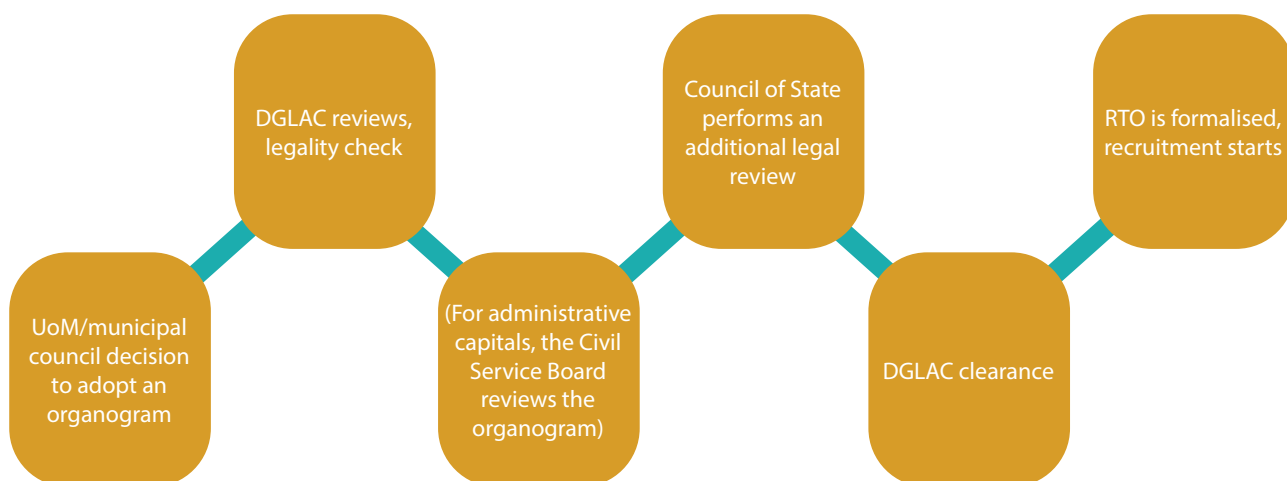 UoM/municipal
council decision
to adopt an
organogram
DGLAC reviews,
legality check
(For administrative
capitals, the Civil
Service Board
reviews the
organogram)
Council of State
performs an
additional legal
review
DGLAC clearance
RTO is formalised,
recruitment starts